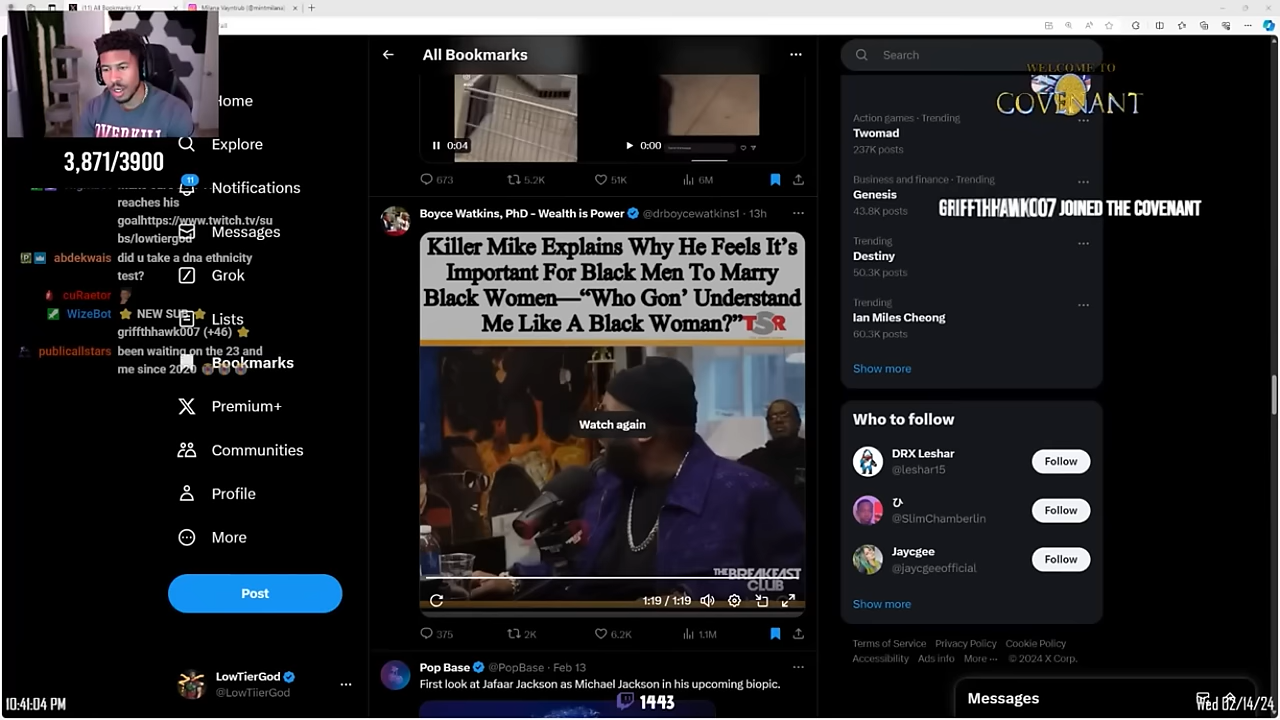 (11) All Bookmarks / X
Milana Vayntrub (@mintmilana)
Home
Explore
11
Notifications
Messages
Grok
Lists
Bookmarks
Premium+
Communities
Profile
More
Post
LowTierGod
@LowTiierGod
OVERKILL
3,871/3900
reaches his
goalhttps://www.twitch.tv/su
bs/lowtiergod
abdekwais did u take a dna ethnicity
test?
cuRaetor
WizeBot NEW SUB
griffthhawk007 (+46)
publicallstars been waiting on the 23 and
me since 2020
10:41:04 PM
All Bookmarks
0:04
0:00
673 5.2K 51K 6M
Boyce Watkins, PhD - Wealth is Power @drboycewatkins1 · 13h
Killer Mike Explains Why He Feels It's
Important For Black Men To Marry
Black Women—“Who Gon’ Understand
Me Like A Black Woman?” TSR
Watch again
THE BREAKFAST
CLUB
1:19 / 1:19
375 2K 6.2K 1.1M
Pop Base @PopBase · Feb 13
First look at Jafaar Jackson as Michael Jackson in his upcoming biopic.
1443
Search
WELCOME TO
COVENANT
Action games · Trending
Twomad
237K posts
Business and finance · Trending
Genesis
43.8K posts
GRIFFTHHAWK007 JOINED THE COVENANT
Trending
Destiny
50.3K posts
Trending
Ian Miles Cheong
60.3K posts
Show more
Who to follow
DRX Leshar
@leshar15
Follow
ひ
@SlimChamberlin
Follow
Jaycgee
@jaycgeeofficial
Follow
Show more
Terms of Service Privacy Policy Cookie Policy
Accessibility Ads info More ··· © 2024 X Corp.
Messages
Wed 02/14/24